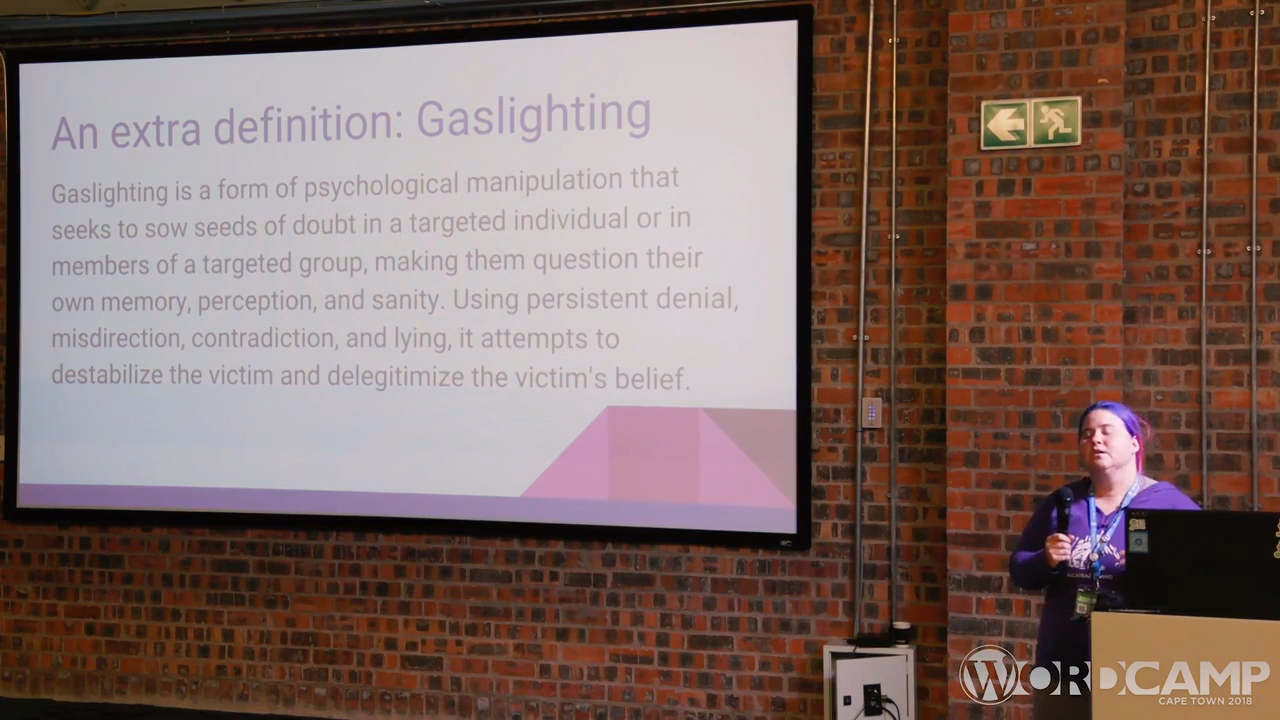 An extra definition: Gaslighting
Gaslighting is a form of psychological manipulation that
seeks to sow seeds of doubt in a targeted individual or in
members of a targeted group, making them question their
own memory, perception, and sanity. Using persistent denial,
misdirection, contradiction, and lying, it attempts to
destabilize the victim and delegitimize the victim's belief.
WORDCAMP
CAPE TOWN 2018